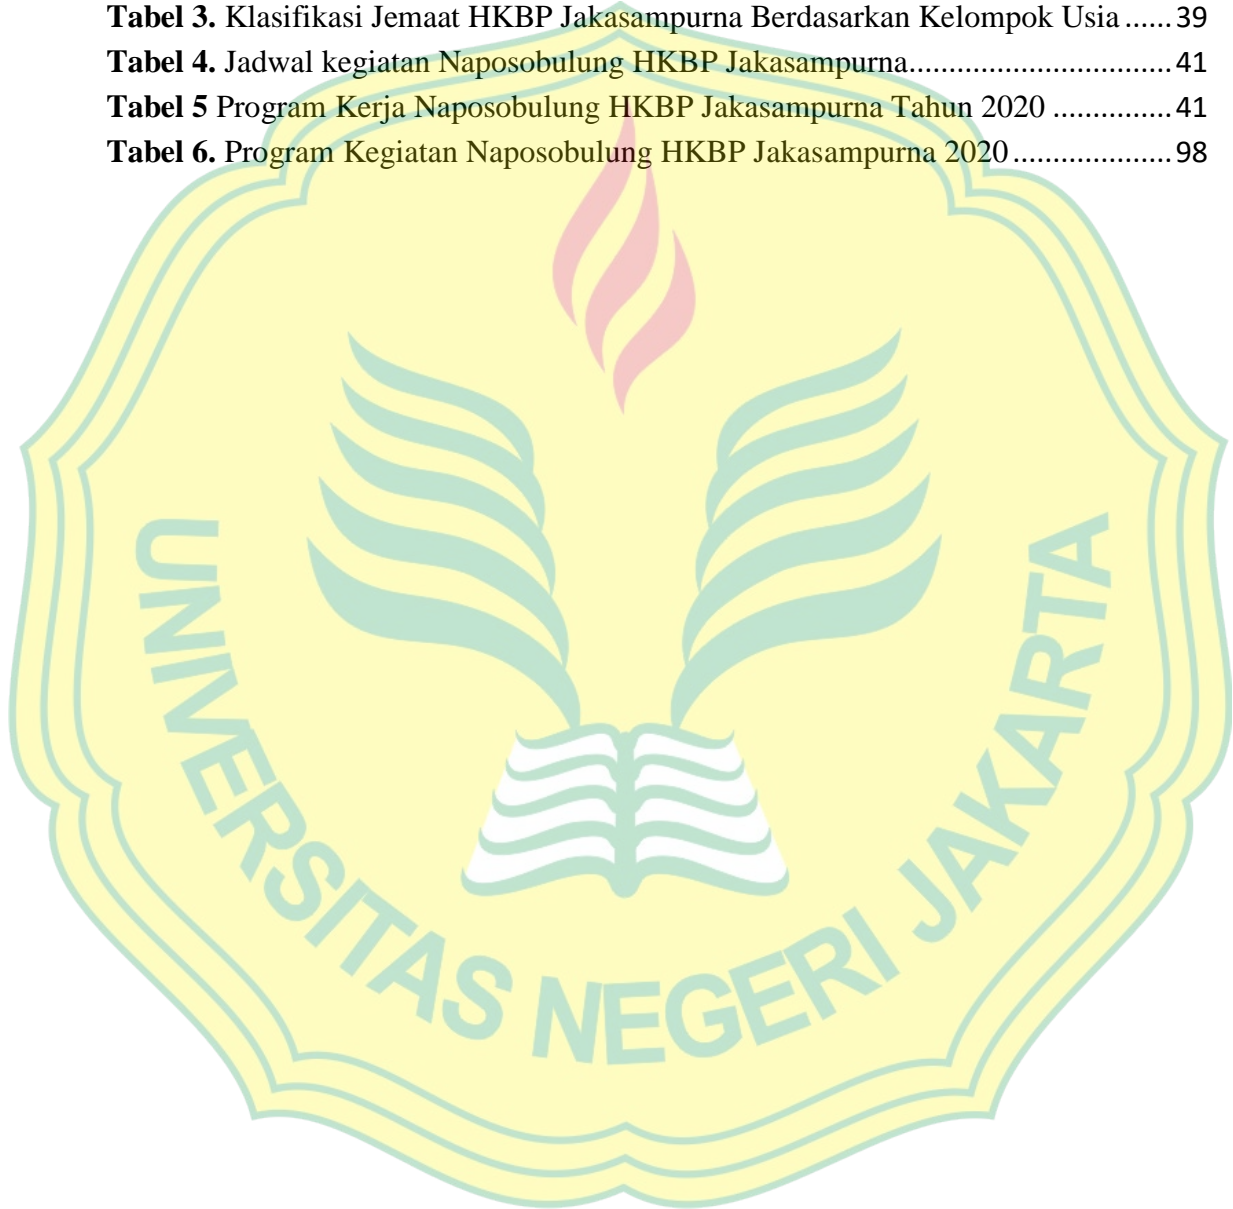 Tabel 3. Klasifikasi Jemaat HKBP Jakasampurna Berdasarkan Kelompok Usia ...... 39
Tabel 4. Jadwal kegiatan Naposobulung HKBP Jakasampurna................................. 41
Tabel 5 Program Kerja Naposobulung HKBP Jakasampurna Tahun 2020 ............... 41
Tabel 6. Program Kegiatan Naposobulung HKBP Jakasampurna 2020.................... 98
UNIVERSITAS NEGERI JAKARTA